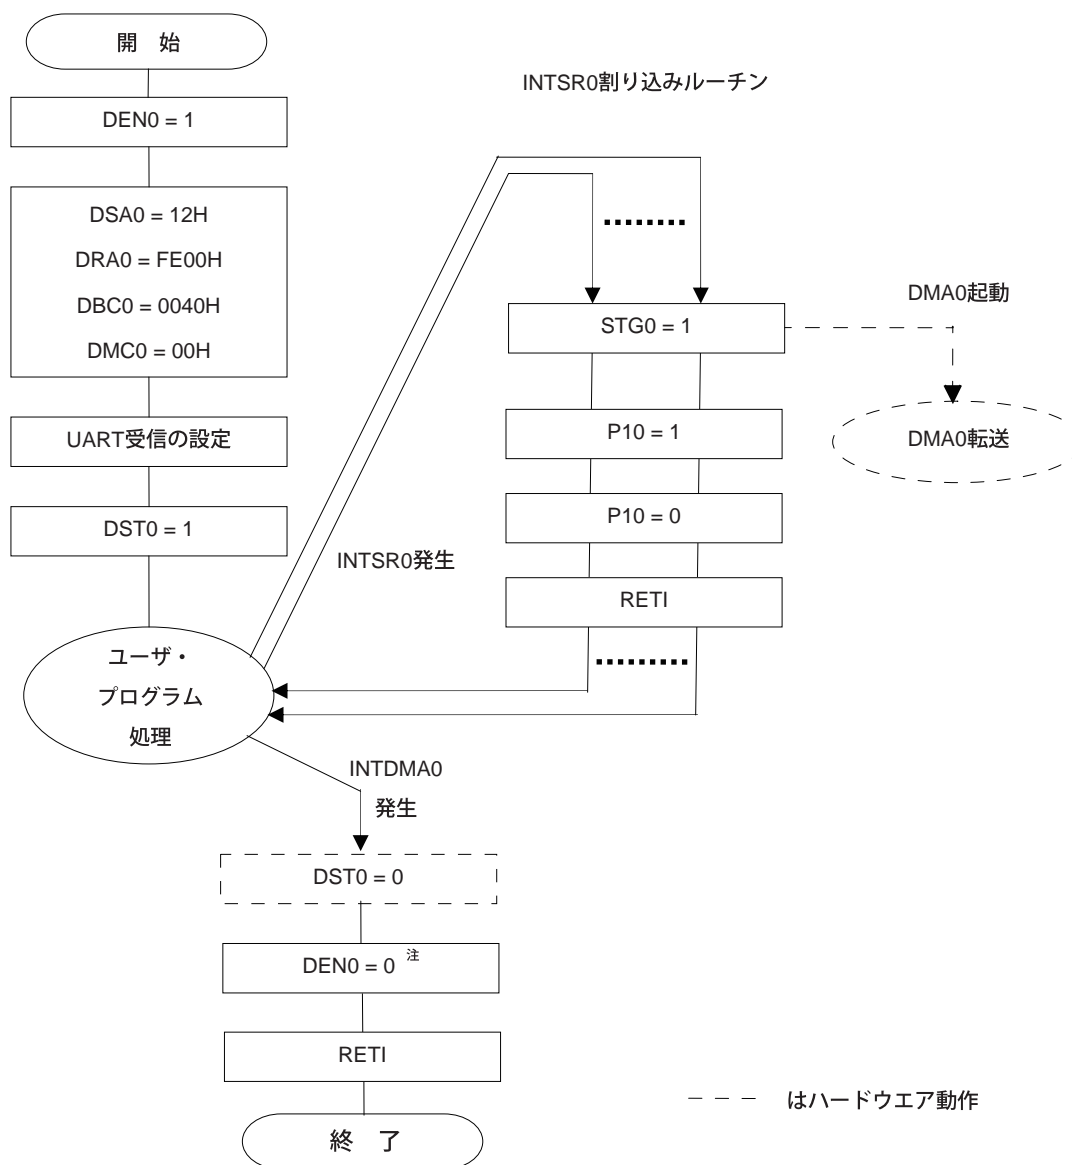 開 始
DEN0 = 1
DSA0 = 12H
DRA0 = FE00H
DBC0 = 0040H
DMC0 = 00H
UART受信の設定
DST0 = 1
ユーザ・
プログラム
処理
INTSR0発生
INTSR0割り込みルーチン
STG0 = 1
P10 = 1
P10 = 0
RETI
DMA0起動
DMA0転送
INTDMA0
発生
DST0 = 0
DEN0 = 0 注
RETI
終 了
はハードウエア動作